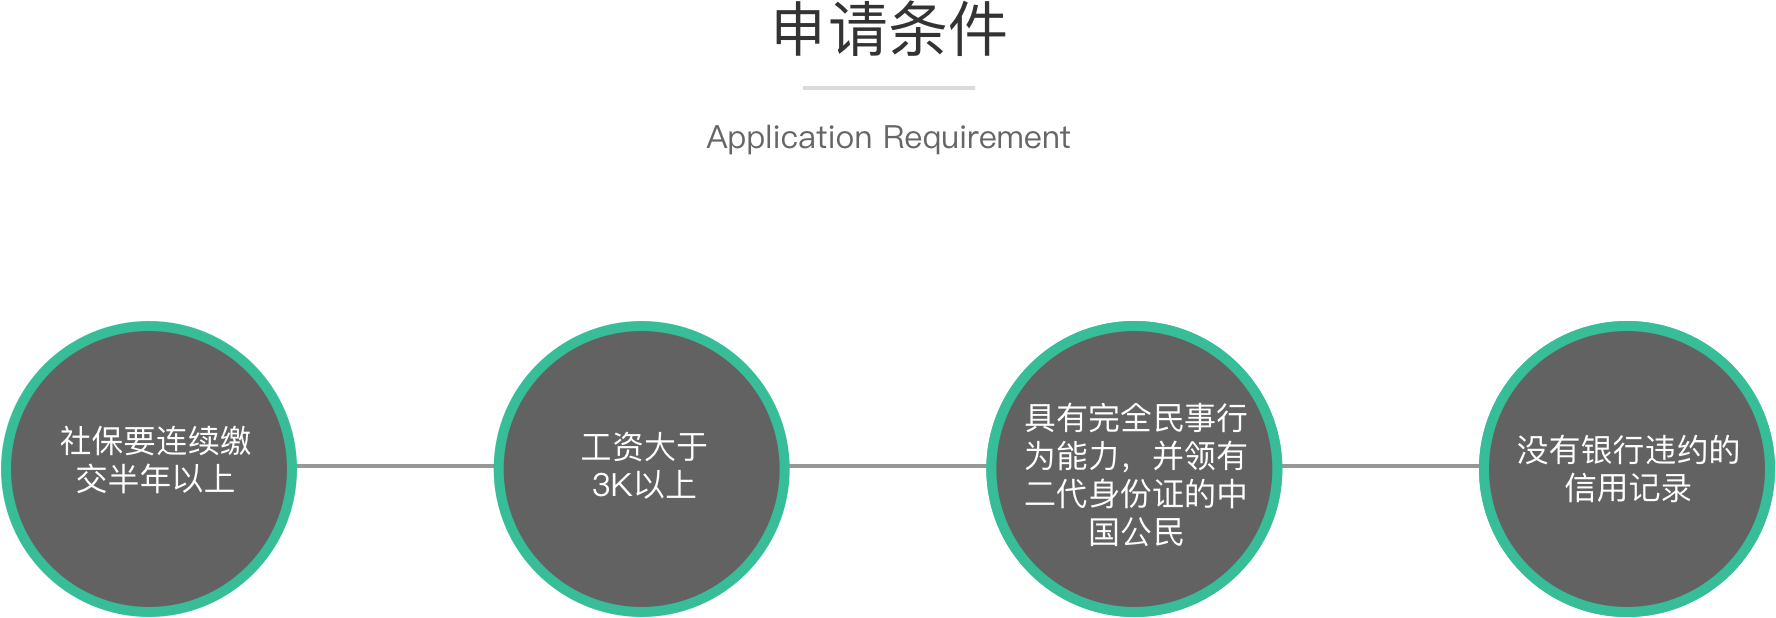 申请条件
Application Requirement
社保要连续缴
交半年以上
工资大于
3K以上
具有完全民事行
为能力，并领有
二代身份证的中
国公民
没有银行违约的
信用记录